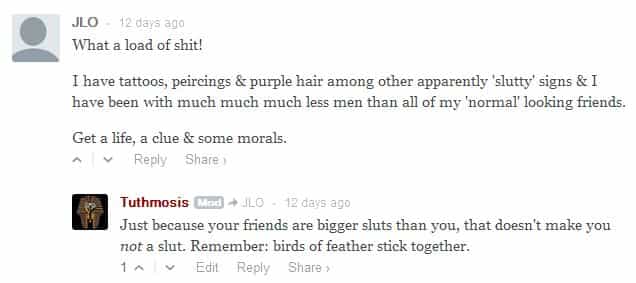 JLO · 12 days ago
What a load of shit!
I have tattoos, peircings & purple hair among other apparently 'slutty' signs & I
have been with much much much less men than all of my 'normal' looking friends.
Get a life, a clue & some morals.
Reply Share ›
Tuthmosis Mod → JLO · 12 days ago
Just because your friends are bigger sluts than you, that doesn't make you
not a slut. Remember: birds of feather stick together.
1 Edit Reply Share ›